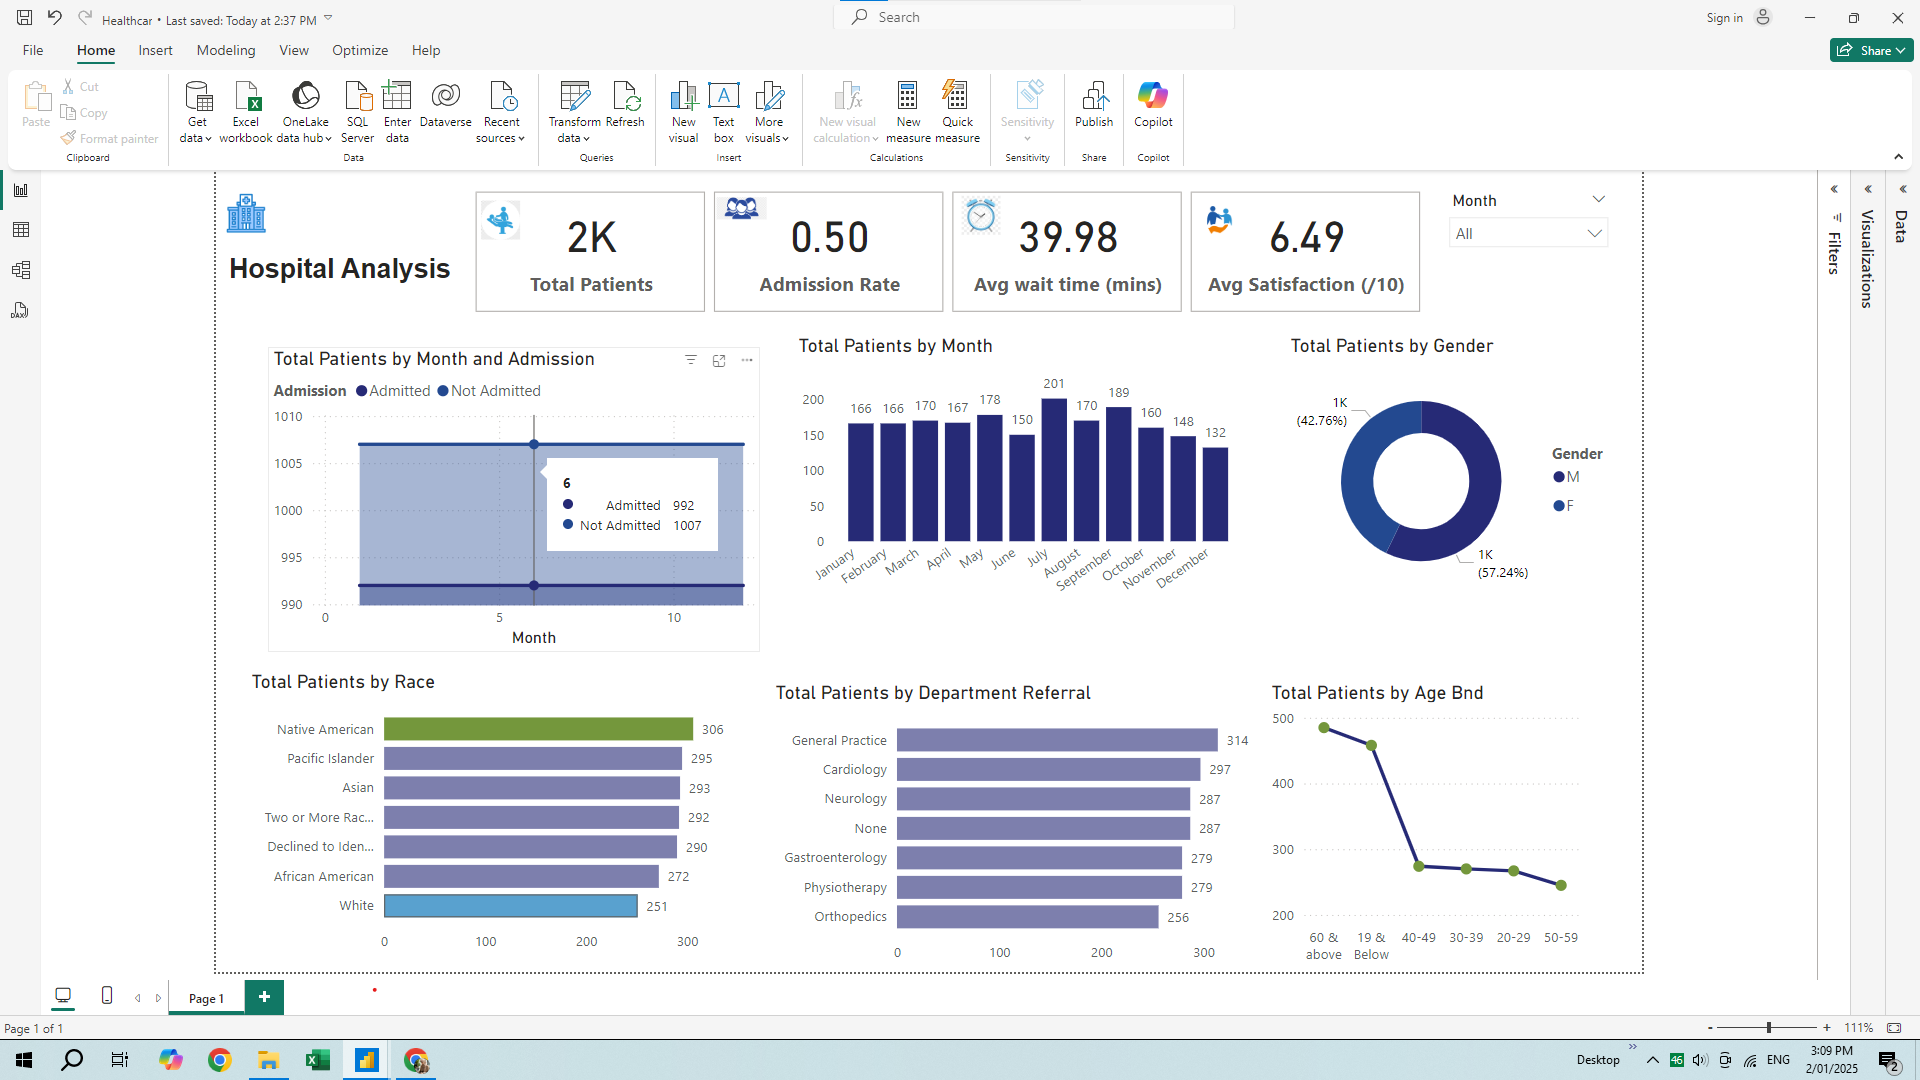 Healthcar • Last saved: Today at 2:37 PM
Search
Sign in
File Home Insert Modeling View Optimize Help
Share
Paste
Cut
Copy
Format painter
Clipboard
Get data
Excel workbook
OneLake data hub
SQL Server
Enter data
Dataverse
Recent sources
Data
Transform data
Refresh
Queries
New visual
Text box
More visuals
Insert
New visual calculation
New measure
Quick measure
Calculations
Sensitivity
Sensitivity
Publish
Share
Copilot
Copilot
Hospital Analysis
2K
Total Patients
0.50
Admission Rate
39.98
Avg wait time (mins)
6.49
Avg Satisfaction (/10)
Month
All
Filters
Visualizations
Data
Total Patients by Month and Admission
Admission Admitted Not Admitted
1010
1005
1000
995
990
0 5 10
Month
6
Admitted 992
Not Admitted 1007
Total Patients by Month
200
150
100
50
0
166 166 170 167 178 150 201 170 189 160 148 132
January February March April May June July August September October November December
Total Patients by Gender
1K
(42.76%)
1K
(57.24%)
Gender
M
F
Total Patients by Race
Native American 306
Pacific Islander 295
Asian 293
Two or More Rac... 292
Declined to Iden... 290
African American 272
White 251
0 100 200 300
Total Patients by Department Referral
General Practice 314
Cardiology 297
Neurology 287
None 287
Gastroenterology 279
Physiotherapy 279
Orthopedics 256
0 100 200 300
Total Patients by Age Bnd
500
400
300
200
60 & above
19 & Below
40-49
30-39
20-29
50-59
Page 1
+
Page 1 of 1
- + 111%
Desktop
46
ENG
3:09 PM
2/01/2025
2